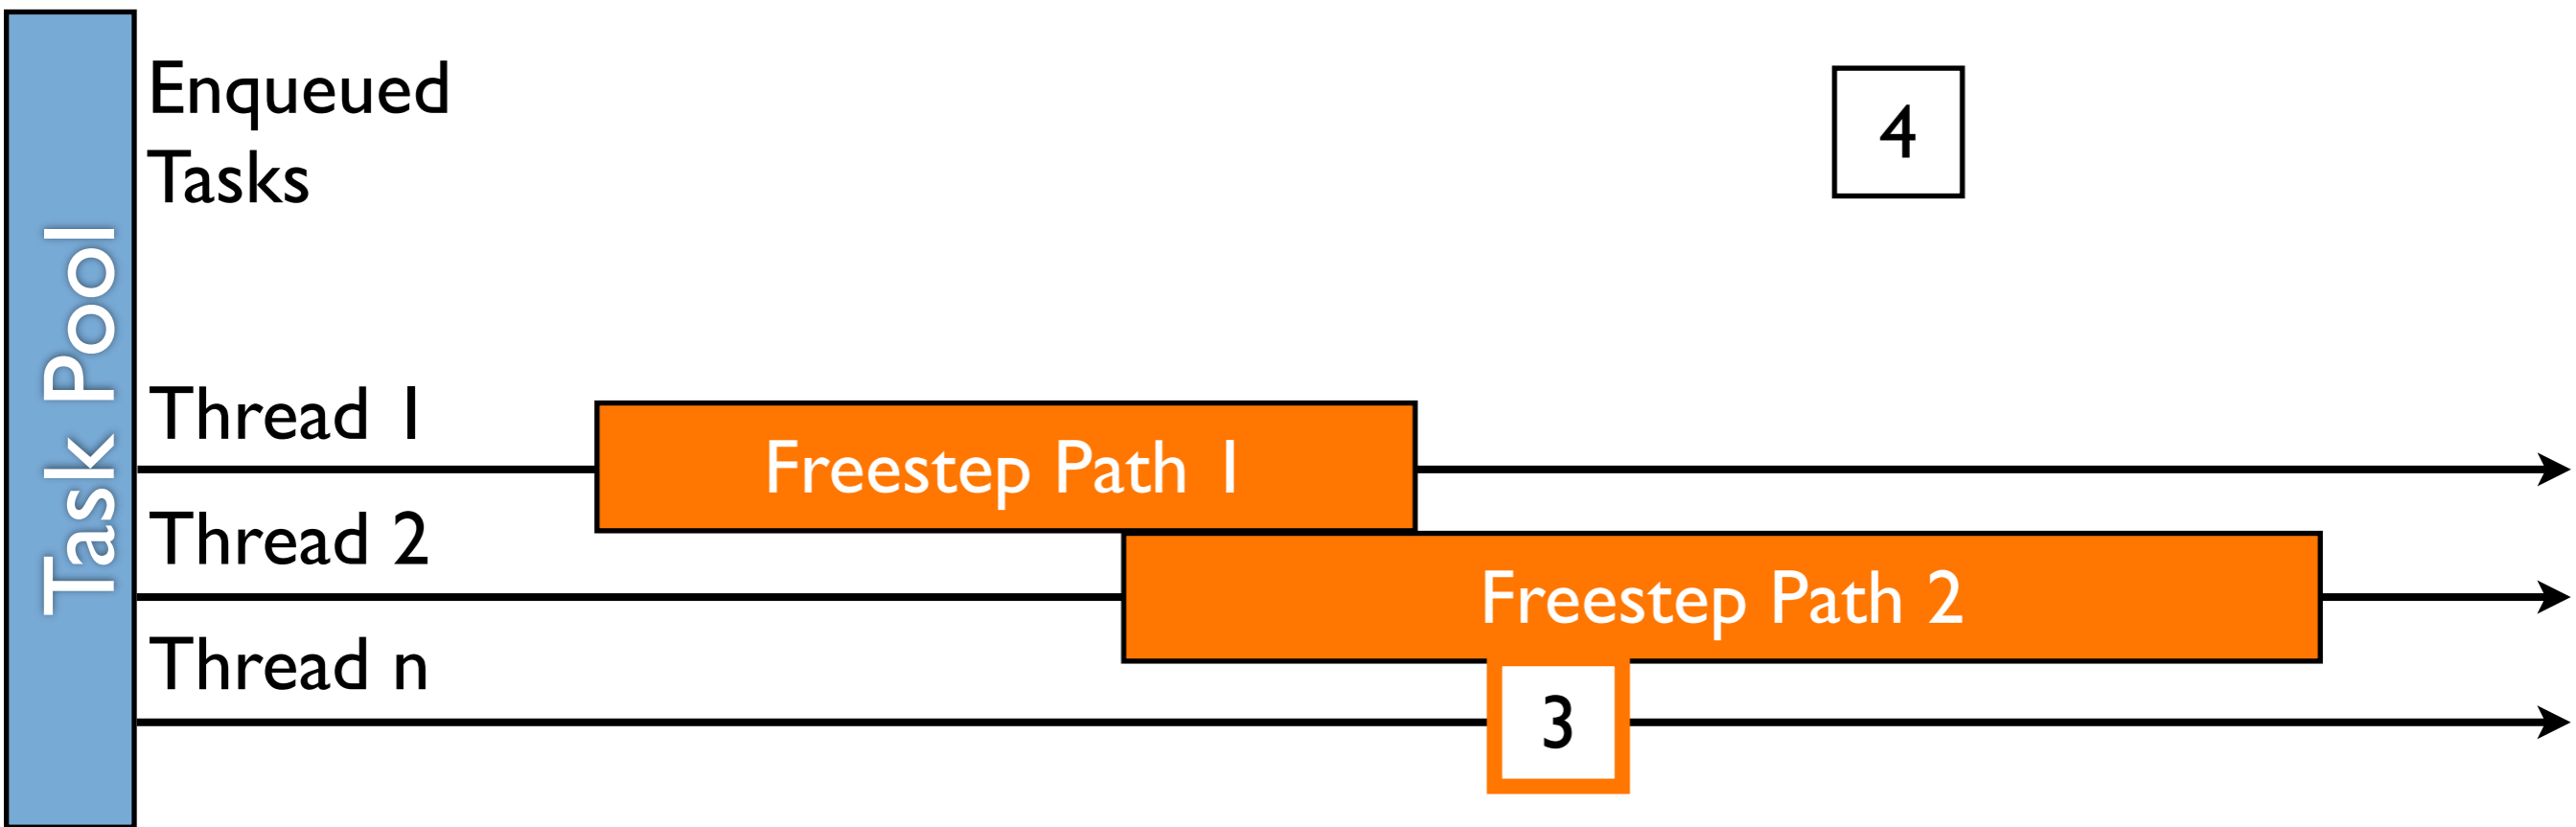 Task Pool
Enqueued
Tasks
4
Thread 1
Freestep Path 1
Thread 2
Freestep Path 2
Thread n
3